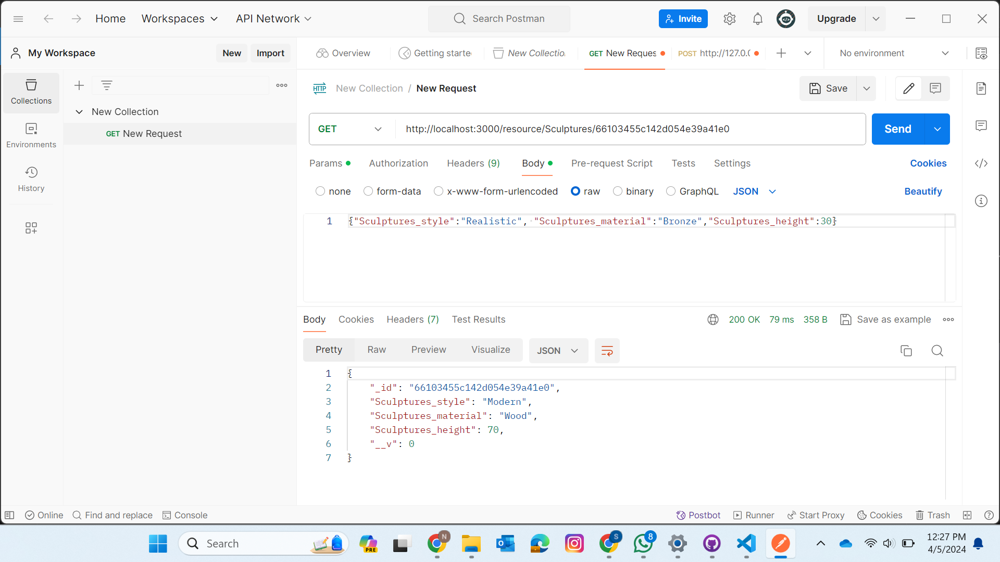 Home Workspaces API Network Search Postman Invite Upgrade
My Workspace New Import Overview Getting starte New Collectio GET New Reques POST http://127.0.0 No environment
Collections
Environments
History
New Collection
GET New Request
HTTP New Collection / New Request Save
GET http://localhost:3000/resource/Sculptures/66103455c142d054e39a41e0 Send
Params Authorization Headers (9) Body Pre-request Script Tests Settings Cookies
none form-data x-www-form-urlencoded raw binary GraphQL JSON Beautify
1 {"Sculptures_style":"Realistic", "Sculptures_material":"Bronze","Sculptures_height":30}
Body Cookies Headers (7) Test Results 200 OK 79 ms 358 B Save as example
Pretty Raw Preview Visualize JSON
1 {
2 "_id": "66103455c142d054e39a41e0",
3 "Sculptures_style": "Modern",
4 "Sculptures_material": "Wood",
5 "Sculptures_height": 70,
6 "__v": 0
7 }
Online Find and replace Console Postbot Runner Start Proxy Cookies Trash
Search PRE N S 8 12:27 PM
4/5/2024